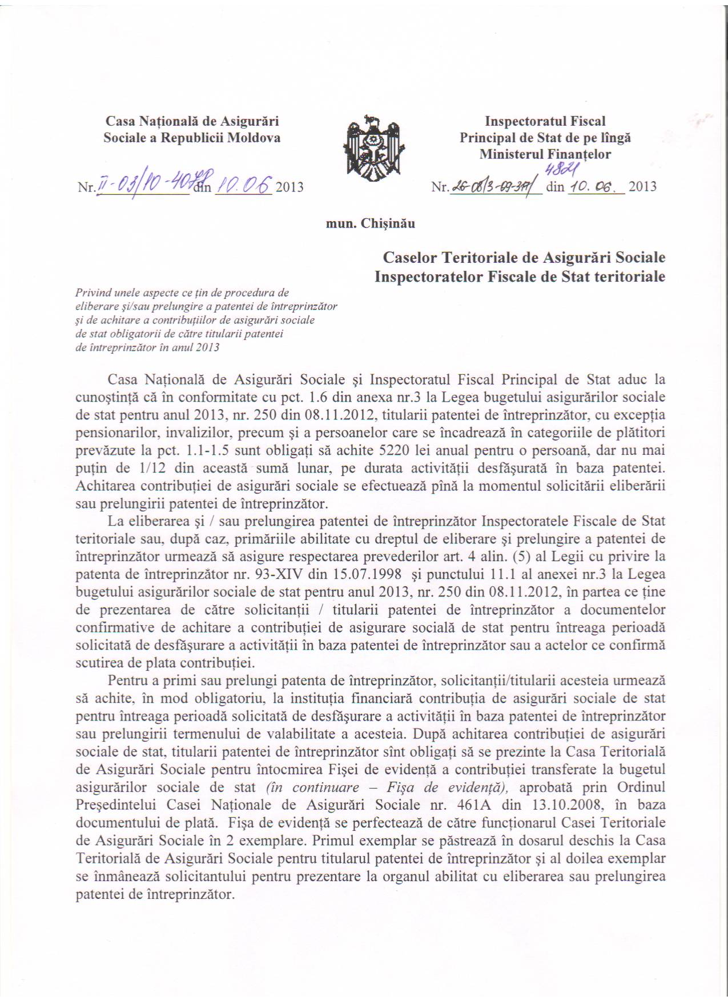 Casa Națională de Asigurări
Sociale a Republicii Moldova
Nr. II-03/10-4078 din 10.06 2013
Inspectoratul Fiscal
Principal de Stat de pe lîngă
Ministerul Finanțelor
4821
Nr. 26-08/3-09-317/ din 10.06. 2013
mun. Chişinău
Caselor Teritoriale de Asigurări Sociale
Inspectoratelor Fiscale de Stat teritoriale
Privind unele aspecte ce țin de procedura de
eliberare şi/sau prelungire a patentei de întreprinzător
şi de achitare a contribuțiilor de asigurări sociale
de stat obligatorii de către titularii patentei
de întreprinzător în anul 2013
Casa Națională de Asigurări Sociale şi Inspectoratul Fiscal Principal de Stat aduc la
cunoştință că în conformitate cu pct. 1.6 din anexa nr.3 la Legea bugetului asigurărilor sociale
de stat pentru anul 2013, nr. 250 din 08.11.2012, titularii patentei de întreprinzător, cu excepția
pensionarilor, invalizilor, precum şi a persoanelor care se încadrează în categoriile de plătitori
prevăzute la pct. 1.1-1.5 sunt obligați să achite 5220 lei anual pentru o persoană, dar nu mai
puțin de 1/12 din această sumă lunar, pe durata activității desfăşurată în baza patentei.
Achitarea contribuției de asigurări sociale se efectuează pînă la momentul solicitării eliberării
sau prelungirii patentei de întreprinzător.
La eliberarea şi / sau prelungirea patentei de întreprinzător Inspectoratele Fiscale de Stat
teritoriale sau, după caz, primăriile abilitate cu dreptul de eliberare şi prelungire a patentei de
întreprinzător urmează să asigure respectarea prevederilor art. 4 alin. (5) al Legii cu privire la
patenta de întreprinzător nr. 93-XIV din 15.07.1998 şi punctului 11.1 al anexei nr.3 la Legea
bugetului asigurărilor sociale de stat pentru anul 2013, nr. 250 din 08.11.2012, în partea ce ține
de prezentarea de către solicitanții / titularii patentei de întreprinzător a documentelor
confirmative de achitare a contribuției de asigurare socială de stat pentru întreaga perioadă
solicitată de desfăşurare a activității în baza patentei de întreprinzător sau a actelor ce confirmă
scutirea de plata contribuției.
Pentru a primi sau prelungi patenta de întreprinzător, solicitanții/titularii acesteia urmează
să achite, în mod obligatoriu, la instituția financiară contribuția de asigurări sociale de stat
pentru întreaga perioadă solicitată de desfăşurare a activității în baza patentei de întreprinzător
sau prelungirii termenului de valabilitate a acesteia. După achitarea contribuției de asigurări
sociale de stat, titularii patentei de întreprinzător sînt obligați să se prezinte la Casa Teritorială
de Asigurări Sociale pentru întocmirea Fişei de evidență a contribuției transferate la bugetul
asigurărilor sociale de stat (în continuare – Fişa de evidență), aprobată prin Ordinul
Preşedintelui Casei Naționale de Asigurări Sociale nr. 461A din 13.10.2008, în baza
documentului de plată. Fişa de evidență se perfectează de către funcționarul Casei Teritoriale
de Asigurări Sociale în 2 exemplare. Primul exemplar se păstrează în dosarul deschis la Casa
Teritorială de Asigurări Sociale pentru titularul patentei de întreprinzător şi al doilea exemplar
se înmânează solicitantului pentru prezentare la organul abilitat cu eliberarea sau prelungirea
patentei de întreprinzător.